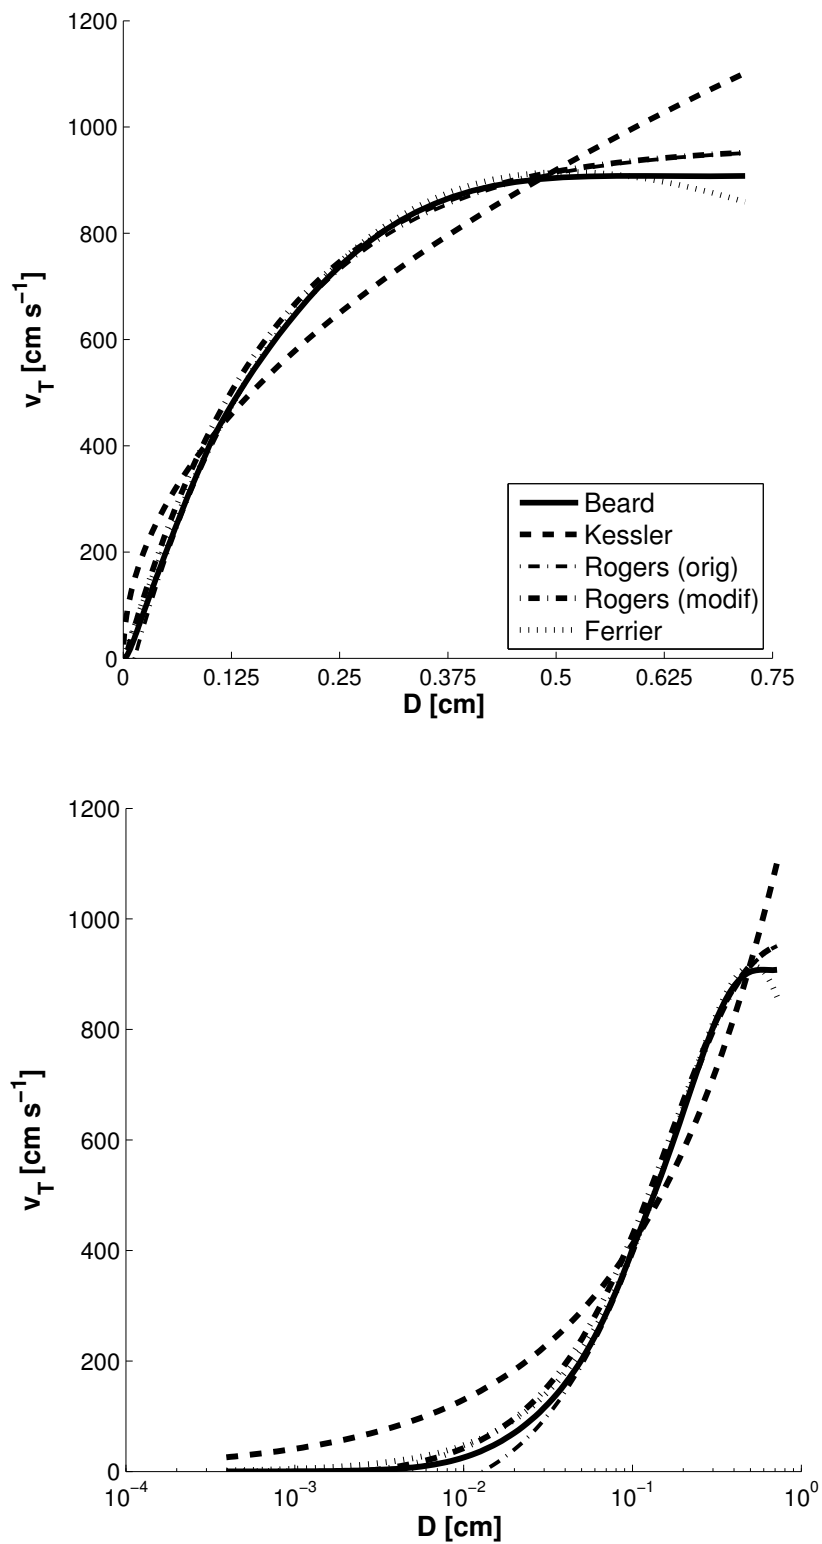 1200
1000
800
600
400
200
0
v_T [cm s⁻¹]
Beard
Kessler
Rogers (orig)
Rogers (modif)
Ferrier
0 0.125 0.25 0.375 0.5 0.625 0.75
D [cm]
1200
1000
800
600
400
200
0
v_T [cm s⁻¹]
10⁻⁴ 10⁻³ 10⁻² 10⁻¹ 10⁰
D [cm]